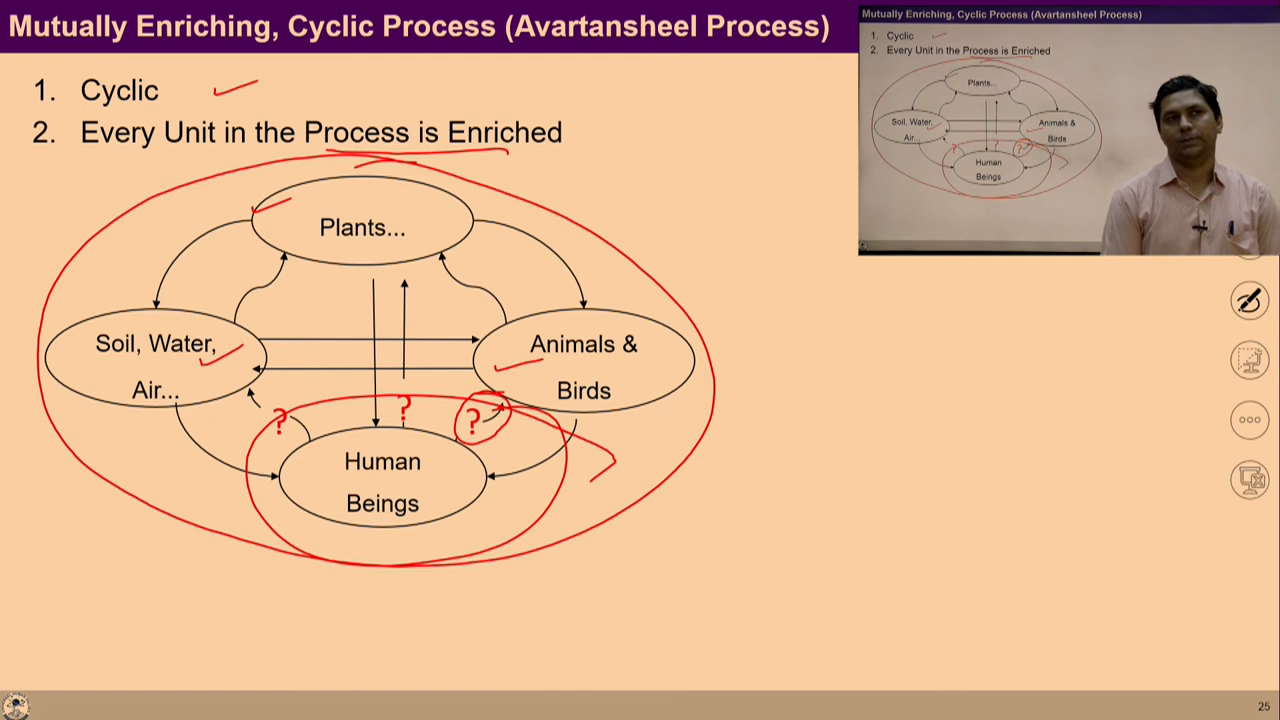 Mutually Enriching, Cyclic Process (Avartansheel Process)
1. Cyclic
2. Every Unit in the Process is Enriched
Plants...
Soil, Water,
Air...
Animals &
Birds
?
?
?
Human
Beings
Mutually Enriching, Cyclic Process (Avartansheel Process)
1. Cyclic
2. Every Unit in the Process is Enriched
Plants...
Soil, Water,
Air...
Animals &
Birds
?
?
?
Human
Beings
25